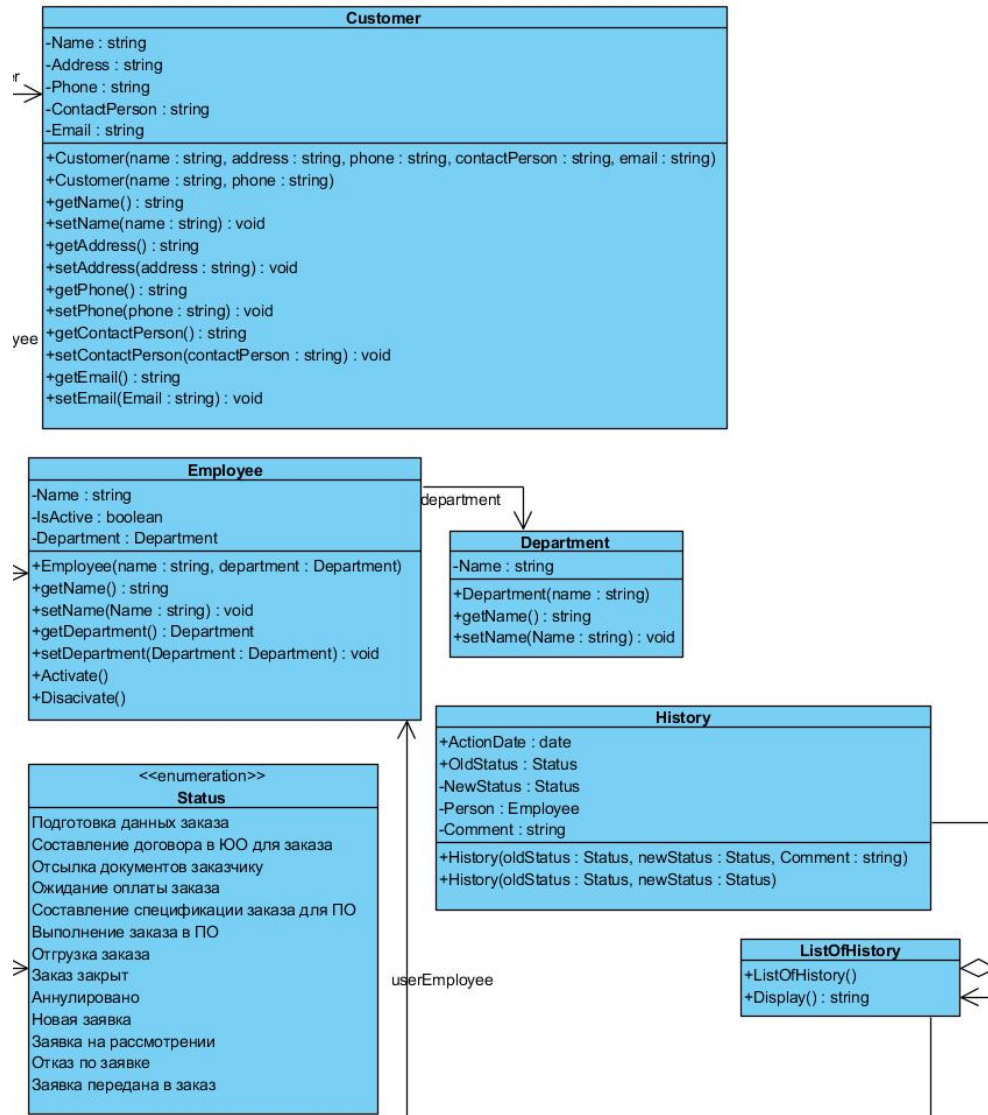 Customer
-Name : string
-Address : string
-Phone : string
-ContactPerson : string
-Email : string
+Customer(name : string, address : string, phone : string, contactPerson : string, email : string)
+Customer(name : string, phone : string)
+getName() : string
+setName(name : string) : void
+getAddress() : string
+setAddress(address : string) : void
+getPhone() : string
+setPhone(phone : string) : void
+getContactPerson() : string
+setContactPerson(contactPerson : string) : void
+getEmail() : string
+setEmail(Email : string) : void
er
yee
Employee
-Name : string
-IsActive : boolean
-Department : Department
+Employee(name : string, department : Department)
+getName() : string
+setName(Name : string) : void
+getDepartment() : Department
+setDepartment(Department : Department) : void
+Activate()
+Disacivate()
department
Department
-Name : string
+Department(name : string)
+getName() : string
+setName(Name : string) : void
History
+ActionDate : date
+OldStatus : Status
-NewStatus : Status
-Person : Employee
-Comment : string
+History(oldStatus : Status, newStatus : Status, Comment : string)
+History(oldStatus : Status, newStatus : Status)
<<enumeration>>
Status
Подготовка данных заказа
Составление договора в ЮО для заказа
Отсылка документов заказчику
Ожидание оплаты заказа
Составление спецификации заказа для ПО
Выполнение заказа в ПО
Отгрузка заказа
Заказ закрыт
Аннулировано
Новая заявка
Заявка на рассмотрении
Отказ по заявке
Заявка передана в заказ
userEmployee
ListOfHistory
+ListOfHistory()
+Display() : string